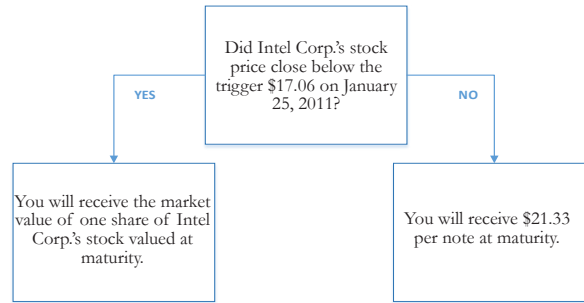 Did Intel Corp.'s stock
price close below the
trigger $17.06 on January
25, 2011?
YES
NO
You will receive the market
value of one share of Intel
Corp.'s stock valued at
maturity.
You will receive $21.33
per note at maturity.